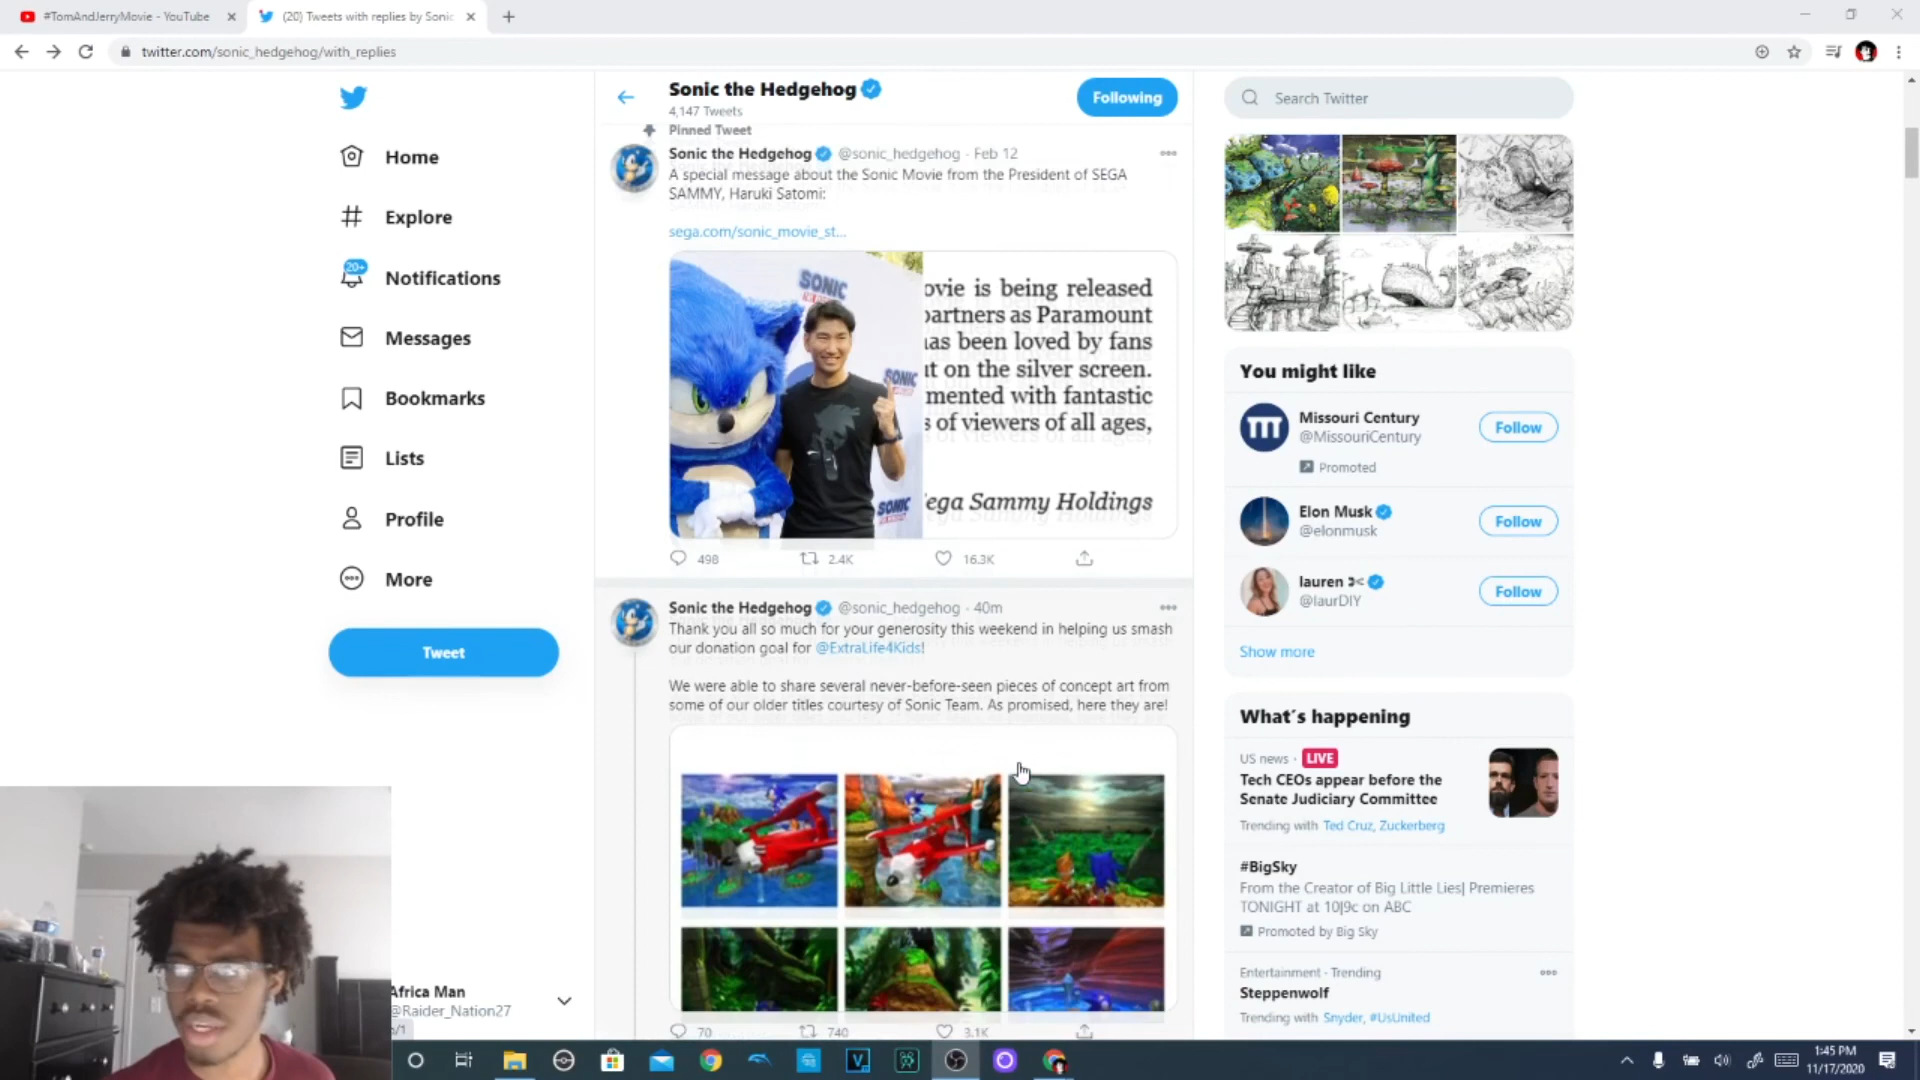 #TomAndJerryMovie - YouTube
(20) Tweets with replies by Sonic
twitter.com/sonic_hedgehog/with_replies
Home
Explore
20+
Notifications
Messages
Bookmarks
Lists
Profile
More
Tweet
Africa Man
@Raider_Nation27
Sonic the Hedgehog
4,147 Tweets
Following
Pinned Tweet
Sonic the Hedgehog @sonic_hedgehog · Feb 12
A special message about the Sonic Movie from the President of SEGA
SAMMY, Haruki Satomi:
sega.com/sonic_movie_st...
SONIC
SONIC
SONIC
ovie is being released
partners as Paramount
has been loved by fans
ut on the silver screen.
mented with fantastic
s of viewers of all ages,
Sega Sammy Holdings
498
2.4K
16.3K
Sonic the Hedgehog @sonic_hedgehog · 40m
Thank you all so much for your generosity this weekend in helping us smash
our donation goal for @ExtraLife4Kids!
We were able to share several never-before-seen pieces of concept art from
some of our older titles courtesy of Sonic Team. As promised, here they are!
70
740
3.1K
Search Twitter
You might like
Missouri Century
@MissouriCentury
Promoted
Follow
Elon Musk
@elonmusk
Follow
lauren
@laurDIY
Follow
Show more
What's happening
US news · LIVE
Tech CEOs appear before the
Senate Judiciary Committee
Trending with Ted Cruz, Zuckerberg
#BigSky
From the Creator of Big Little Lies| Premieres
TONIGHT at 10|9c on ABC
Promoted by Big Sky
Entertainment · Trending
Steppenwolf
Trending with Snyder, #UsUnited
1:45 PM
11/17/2020